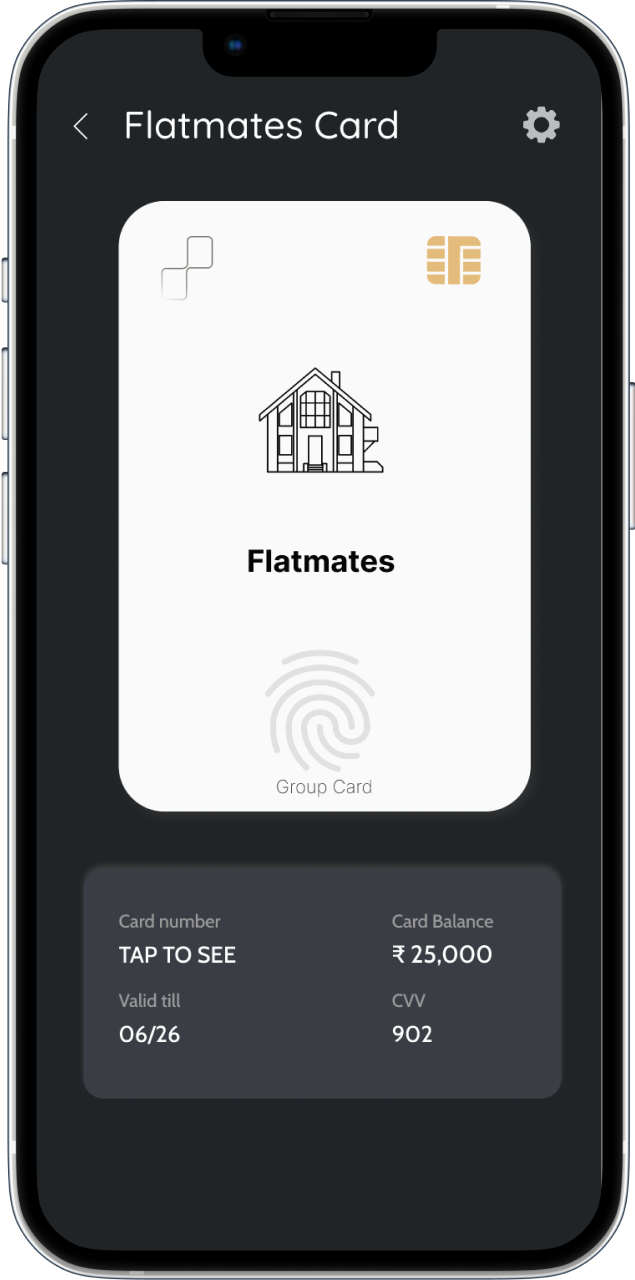 Flatmates Card
Flatmates
Group Card
Card number
Card Balance
TAP TO SEE
₹ 25,000
Valid till
CVV
06/26
902